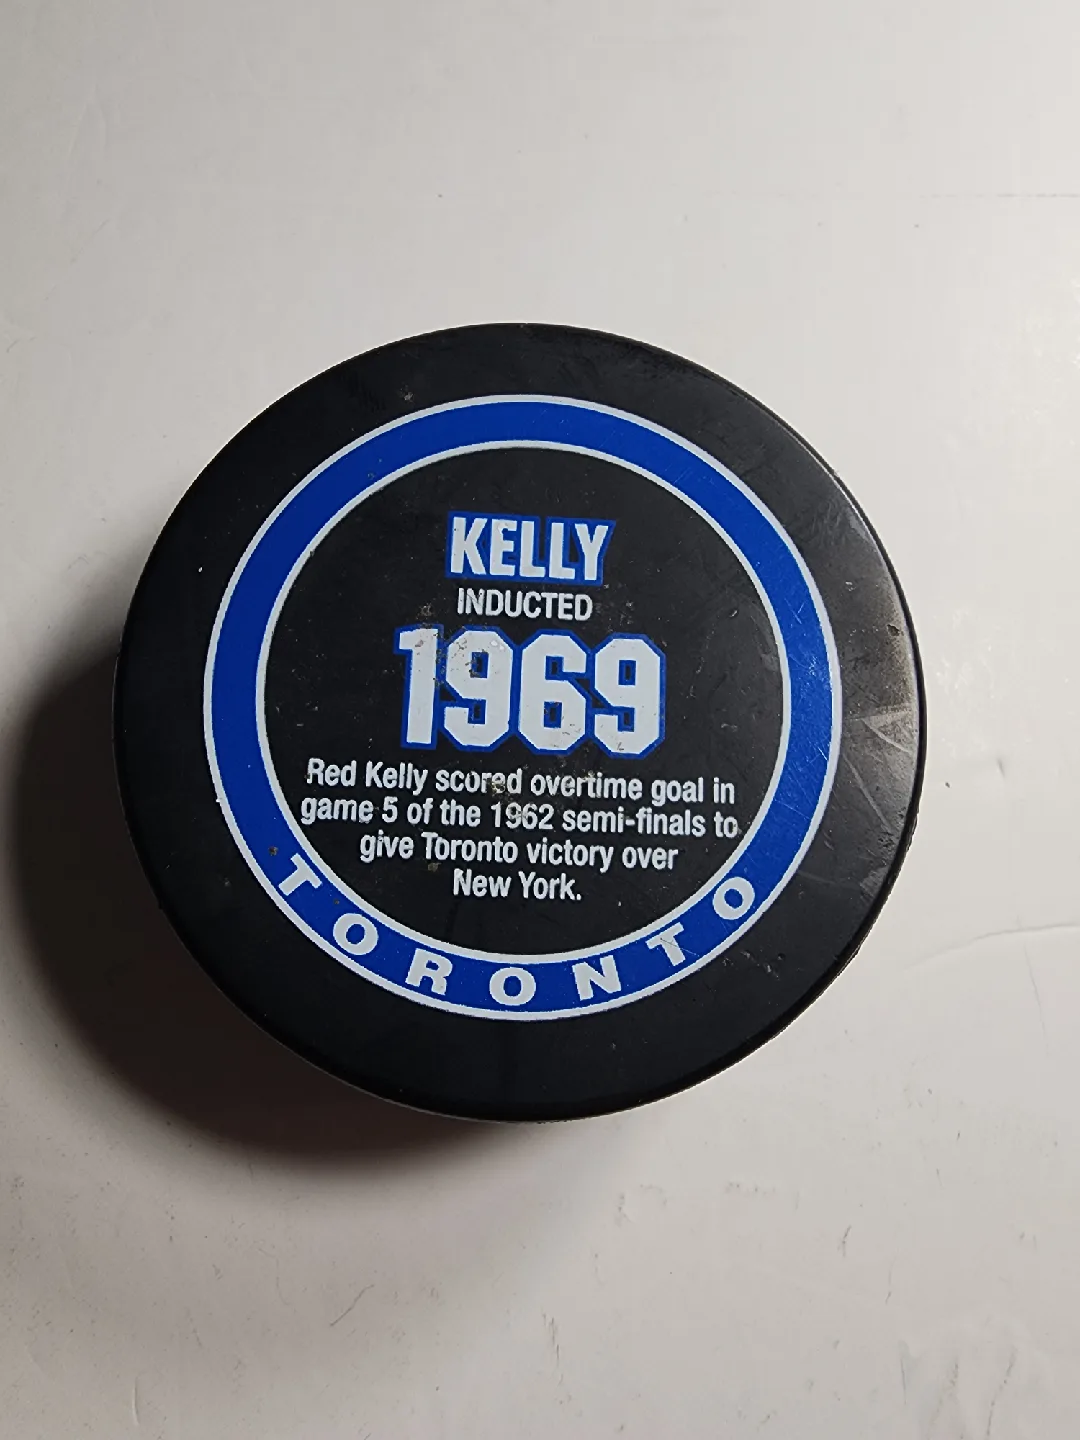 KELLY
INDUCTED
1969
Red Kelly scored overtime goal in
game 5 of the 1962 semi-finals to
give Toronto victory over
New York.
TORONTO